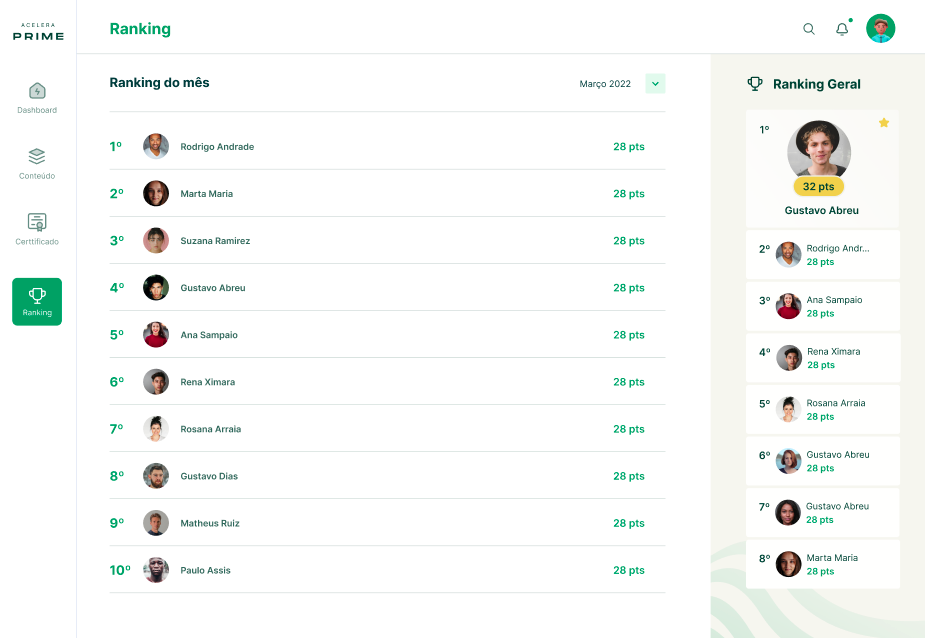 ACELERA
PRIME
Dashboard
Conteúdo
Certtificado
Ranking
Ranking
Ranking do mês
Março 2022
1º Rodrigo Andrade 28 pts
2º Marta Maria 28 pts
3º Suzana Ramirez 28 pts
4º Gustavo Abreu 28 pts
5º Ana Sampaio 28 pts
6º Rena Ximara 28 pts
7º Rosana Arraia 28 pts
8º Gustavo Dias 28 pts
9º Matheus Ruiz 28 pts
10º Paulo Assis 28 pts
Ranking Geral
1º
32 pts
Gustavo Abreu
2º Rodrigo Andr...
28 pts
3º Ana Sampaio
28 pts
4º Rena Ximara
28 pts
5º Rosana Arraia
28 pts
6º Gustavo Abreu
28 pts
7º Gustavo Abreu
28 pts
8º Marta Maria
28 pts